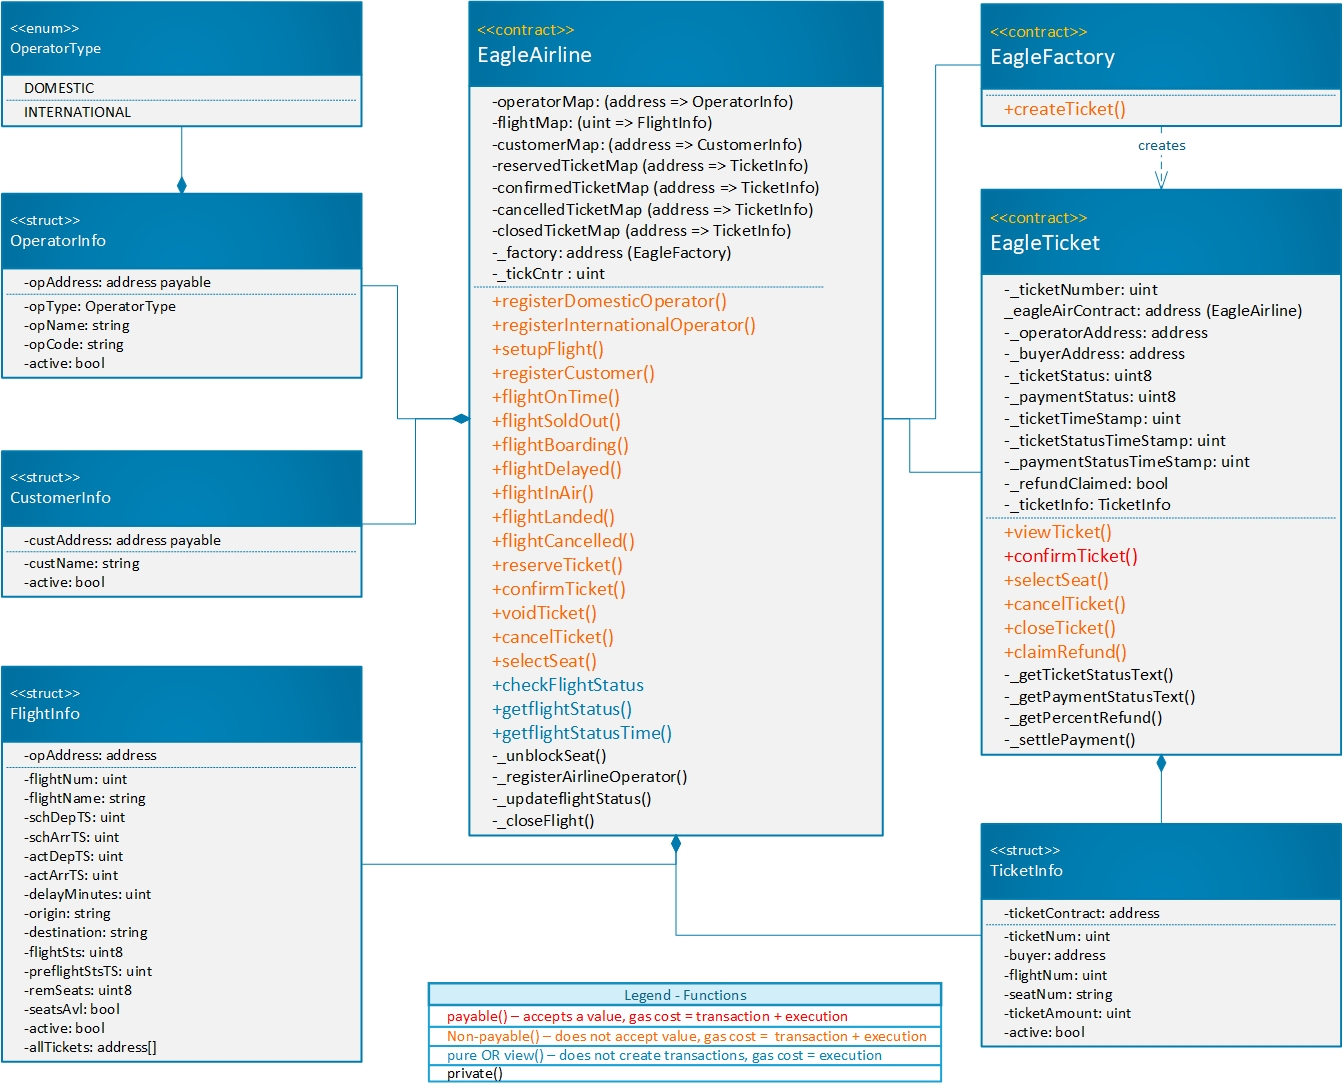 <<enum>>
OperatorType
DOMESTIC
INTERNATIONAL
<<struct>>
OperatorInfo
-opAddress: address payable
-opType: OperatorType
-opName: string
-opCode: string
-active: bool
<<struct>>
CustomerInfo
-custAddress: address payable
-custName: string
-active: bool
<<struct>>
FlightInfo
-opAddress: address
-flightNum: uint
-flightName: string
-schDepTS: uint
-schArrTS: uint
-actDepTS: uint
-actArrTS: uint
-delayMinutes: uint
-origin: string
-destination: string
-flightSts: uint8
-preflightStsTS: uint
-remSeats: uint8
-seatsAvl: bool
-active: bool
-allTickets: address[]
<<contract>>
EagleAirline
-operatorMap: (address => OperatorInfo)
-flightMap: (uint => FlightInfo)
-customerMap: (address => CustomerInfo)
-reservedTicketMap (address => TicketInfo)
-confirmedTicketMap (address => TicketInfo)
-cancelledTicketMap (address => TicketInfo)
-closedTicketMap (address => TicketInfo)
-_factory: address (EagleFactory)
-_tickCntr : uint
+registerDomesticOperator()
+registerInternationalOperator()
+setupFlight()
+registerCustomer()
+flightOnTime()
+flightSoldOut()
+flightBoarding()
+flightDelayed()
+flightInAir()
+flightLanded()
+flightCancelled()
+reserveTicket()
+confirmTicket()
+voidTicket()
+cancelTicket()
+selectSeat()
+checkFlightStatus
+getflightStatus()
+getflightStatusTime()
-_unblockSeat()
-_registerAirlineOperator()
-_updateflightStatus()
-_closeFlight()
<<contract>>
EagleFactory
+createTicket()
creates
<<contract>>
EagleTicket
-_ticketNumber: uint
_eagleAirContract: address (EagleAirline)
-_operatorAddress: address
-_buyerAddress: address
-_ticketStatus: uint8
-_paymentStatus: uint8
-_ticketTimeStamp: uint
-_ticketStatusTimeStamp: uint
-_paymentStatusTimeStamp: uint
-_refundClaimed: bool
-_ticketInfo: TicketInfo
+viewTicket()
+confirmTicket()
+selectSeat()
+cancelTicket()
+closeTicket()
+claimRefund()
-_getTicketStatusText()
-_getPaymentStatusText()
-_getPercentRefund()
-_settlePayment()
<<struct>>
TicketInfo
-ticketContract: address
-ticketNum: uint
-buyer: address
-flightNum: uint
-seatNum: string
-ticketAmount: uint
-active: bool
Legend - Functions
payable() – accepts a value, gas cost = transaction + execution
Non-payable() – does not accept value, gas cost = transaction + execution
pure OR view() – does not create transactions, gas cost = execution
private()